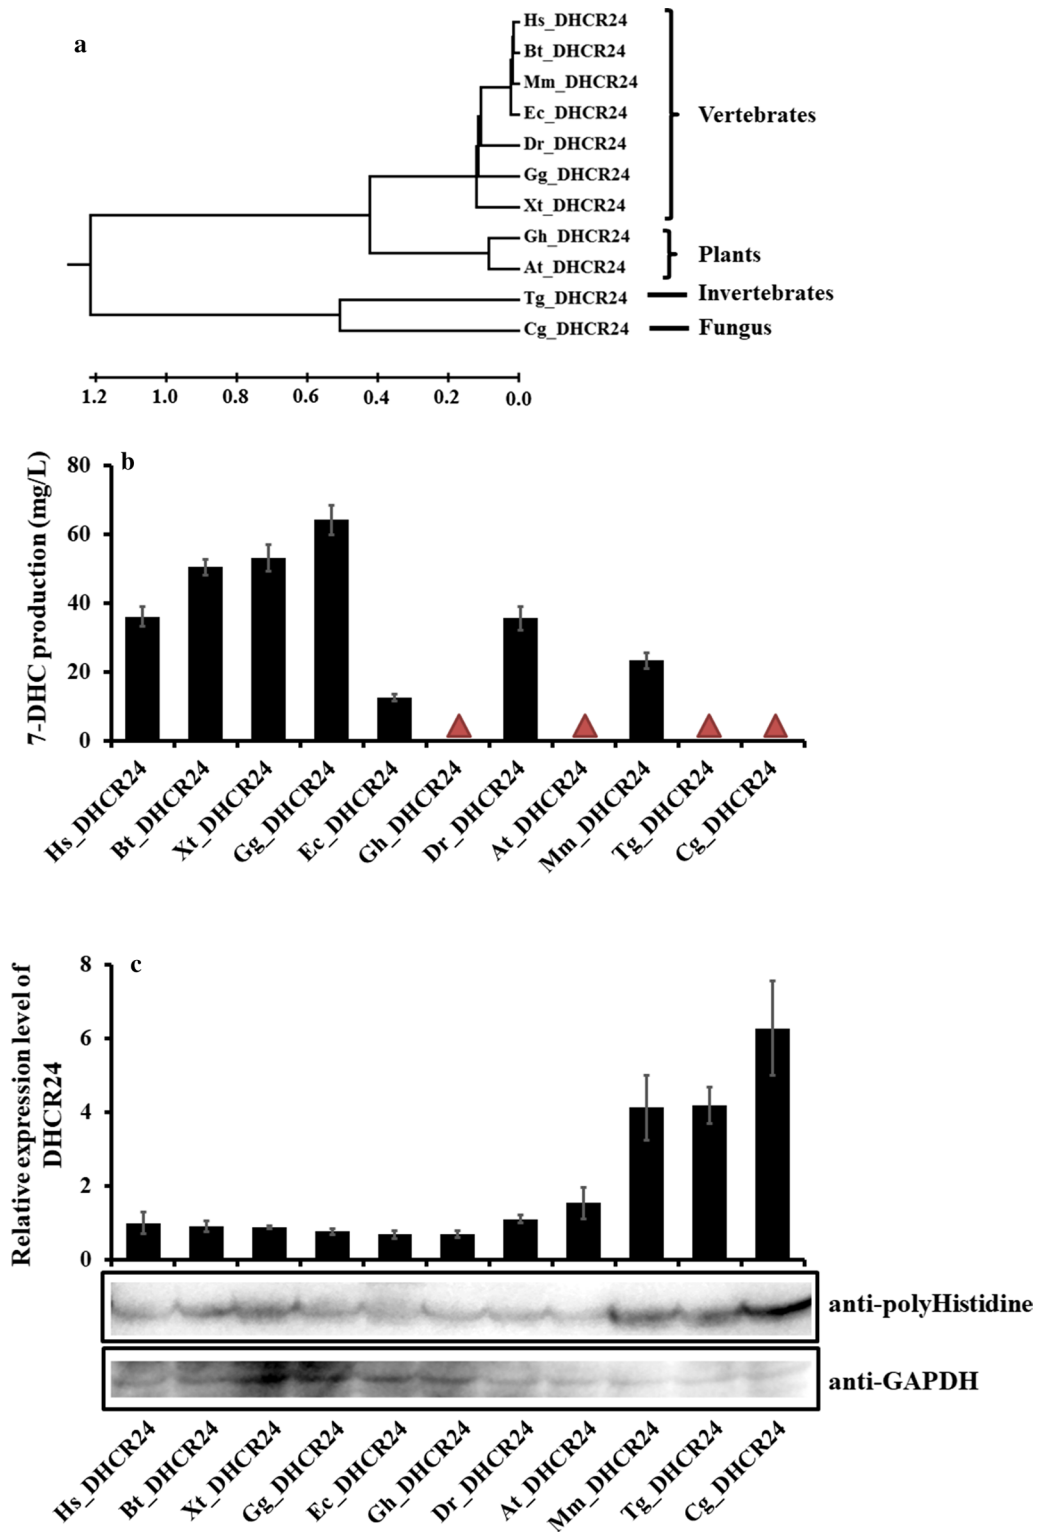 a
Hs_DHCR24
Bt_DHCR24
Mm_DHCR24
Ec_DHCR24
Vertebrates
Dr_DHCR24
Gg_DHCR24
Xt_DHCR24
Gh_DHCR24
Plants
At_DHCR24
Tg_DHCR24
Invertebrates
Cg_DHCR24
Fungus
1.2 1.0 0.8 0.6 0.4 0.2 0.0
b
7-DHC production (mg/L)
80
60
40
20
0
Hs_DHCR24 Bt_DHCR24 Xt_DHCR24 Gg_DHCR24 Ec_DHCR24 Gh_DHCR24 Dr_DHCR24 At_DHCR24 Mm_DHCR24 Tg_DHCR24 Cg_DHCR24
c
Relative expression level of
DHCR24
8
6
4
2
0
anti-polyHistidine
anti-GAPDH
Hs_DHCR24 Bt_DHCR24 Xt_DHCR24 Gg_DHCR24 Ec_DHCR24 Gh_DHCR24 Dr_DHCR24 At_DHCR24 Mm_DHCR24 Tg_DHCR24 Cg_DHCR24